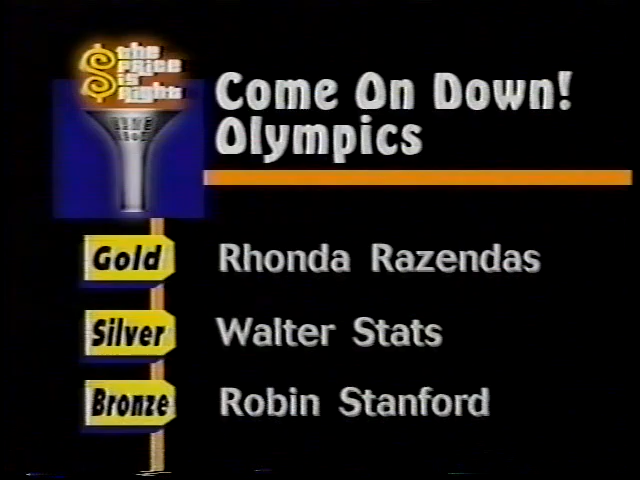 the
PRice
is
Right
Come On Down!
Olympics
Gold Rhonda Razendas
Silver Walter Stats
Bronze Robin Stanford